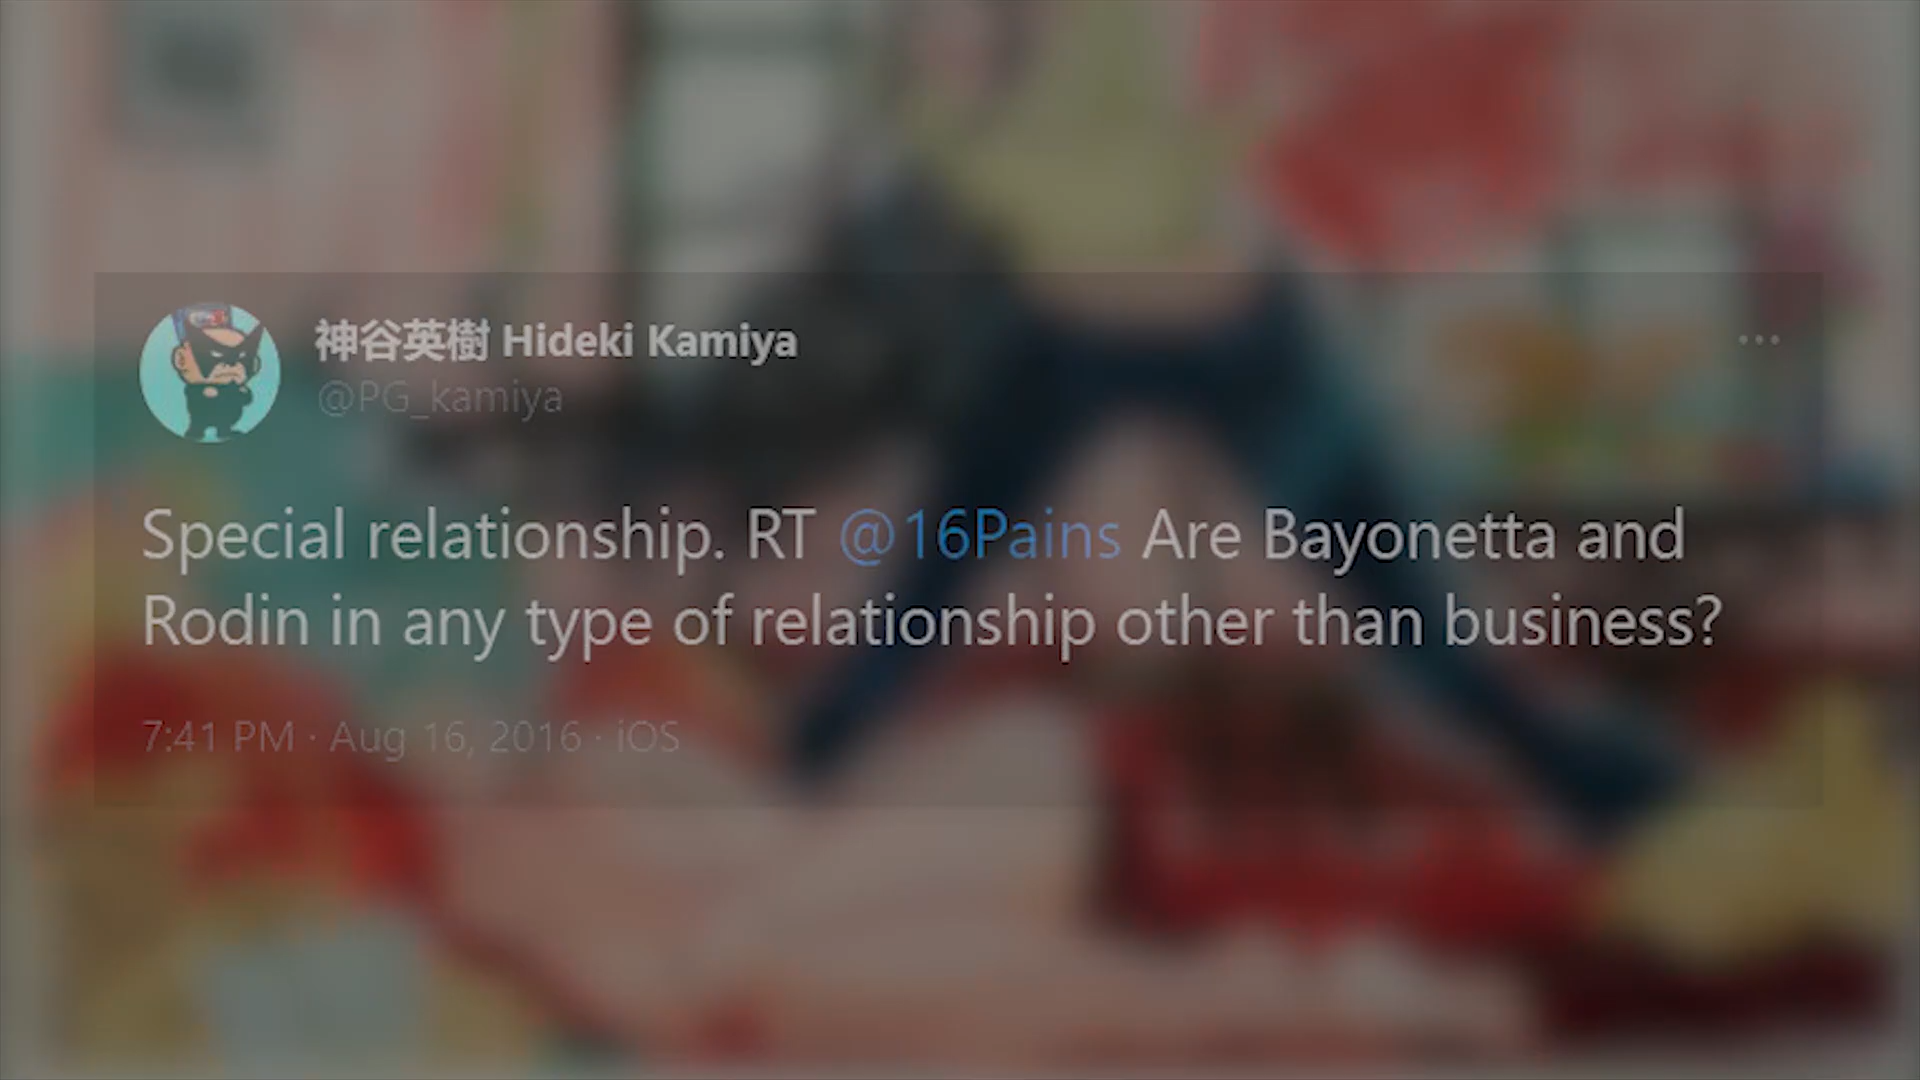 神谷英樹 Hideki Kamiya
@PG_kamiya
Special relationship. RT @16Pains Are Bayonetta and
Rodin in any type of relationship other than business?
7:41 PM · Aug 16, 2016 · iOS